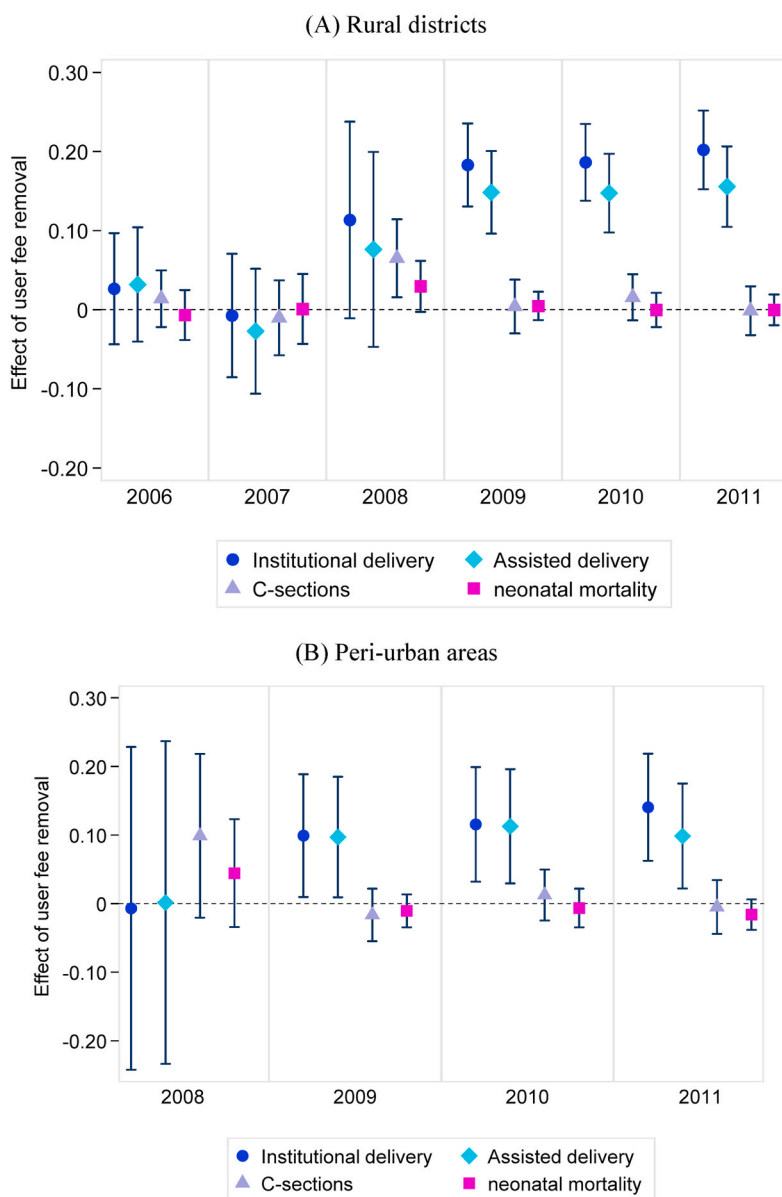 (A) Rural districts
0.30
0.20
0.10
0
-0.10
-0.20
Effect of user fee removal
2006 2007 2008 2009 2010 2011
Institutional delivery Assisted delivery
C-sections neonatal mortality
(B) Peri-urban areas
0.30
0.20
0.10
0
-0.10
-0.20
Effect of user fee removal
2008 2009 2010 2011
Institutional delivery Assisted delivery
C-sections neonatal mortality